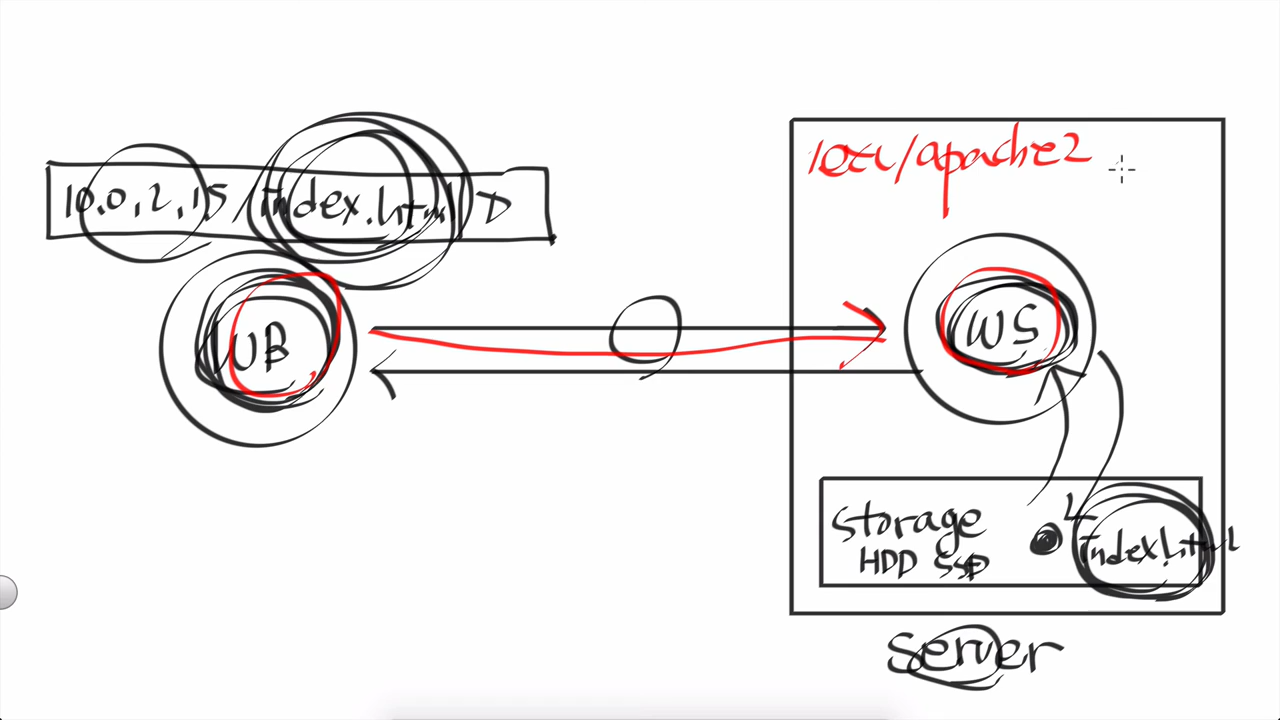 10.0.2.15/index.html
WB
/etc/apache2
WS
storage
HDD SSD
index.html
server